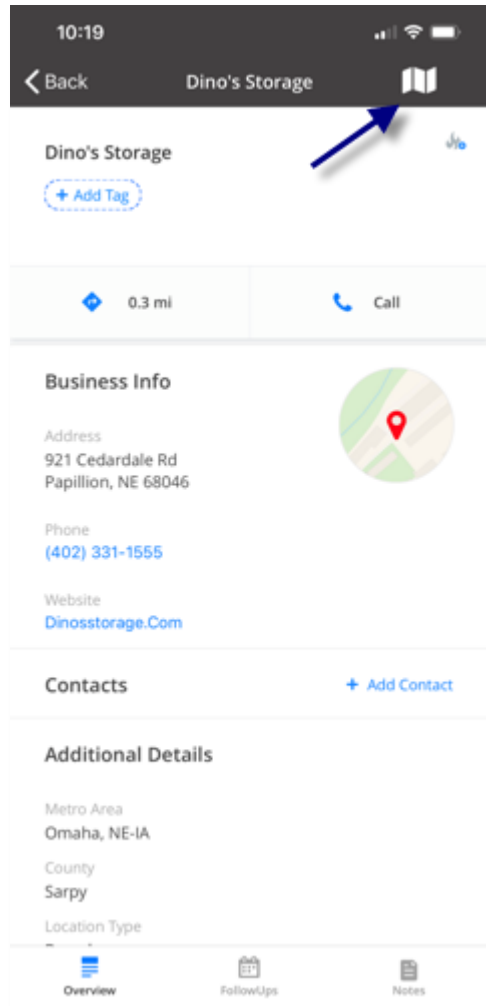 10:19
Back Dino's Storage
Dino's Storage
+ Add Tag
0.3 mi Call
Business Info
Address
921 Cedardale Rd
Papillion, NE 68046
Phone
(402) 331-1555
Website
Dinosstorage.Com
Contacts + Add Contact
Additional Details
Metro Area
Omaha, NE-IA
County
Sarpy
Location Type
Overview FollowUps Notes